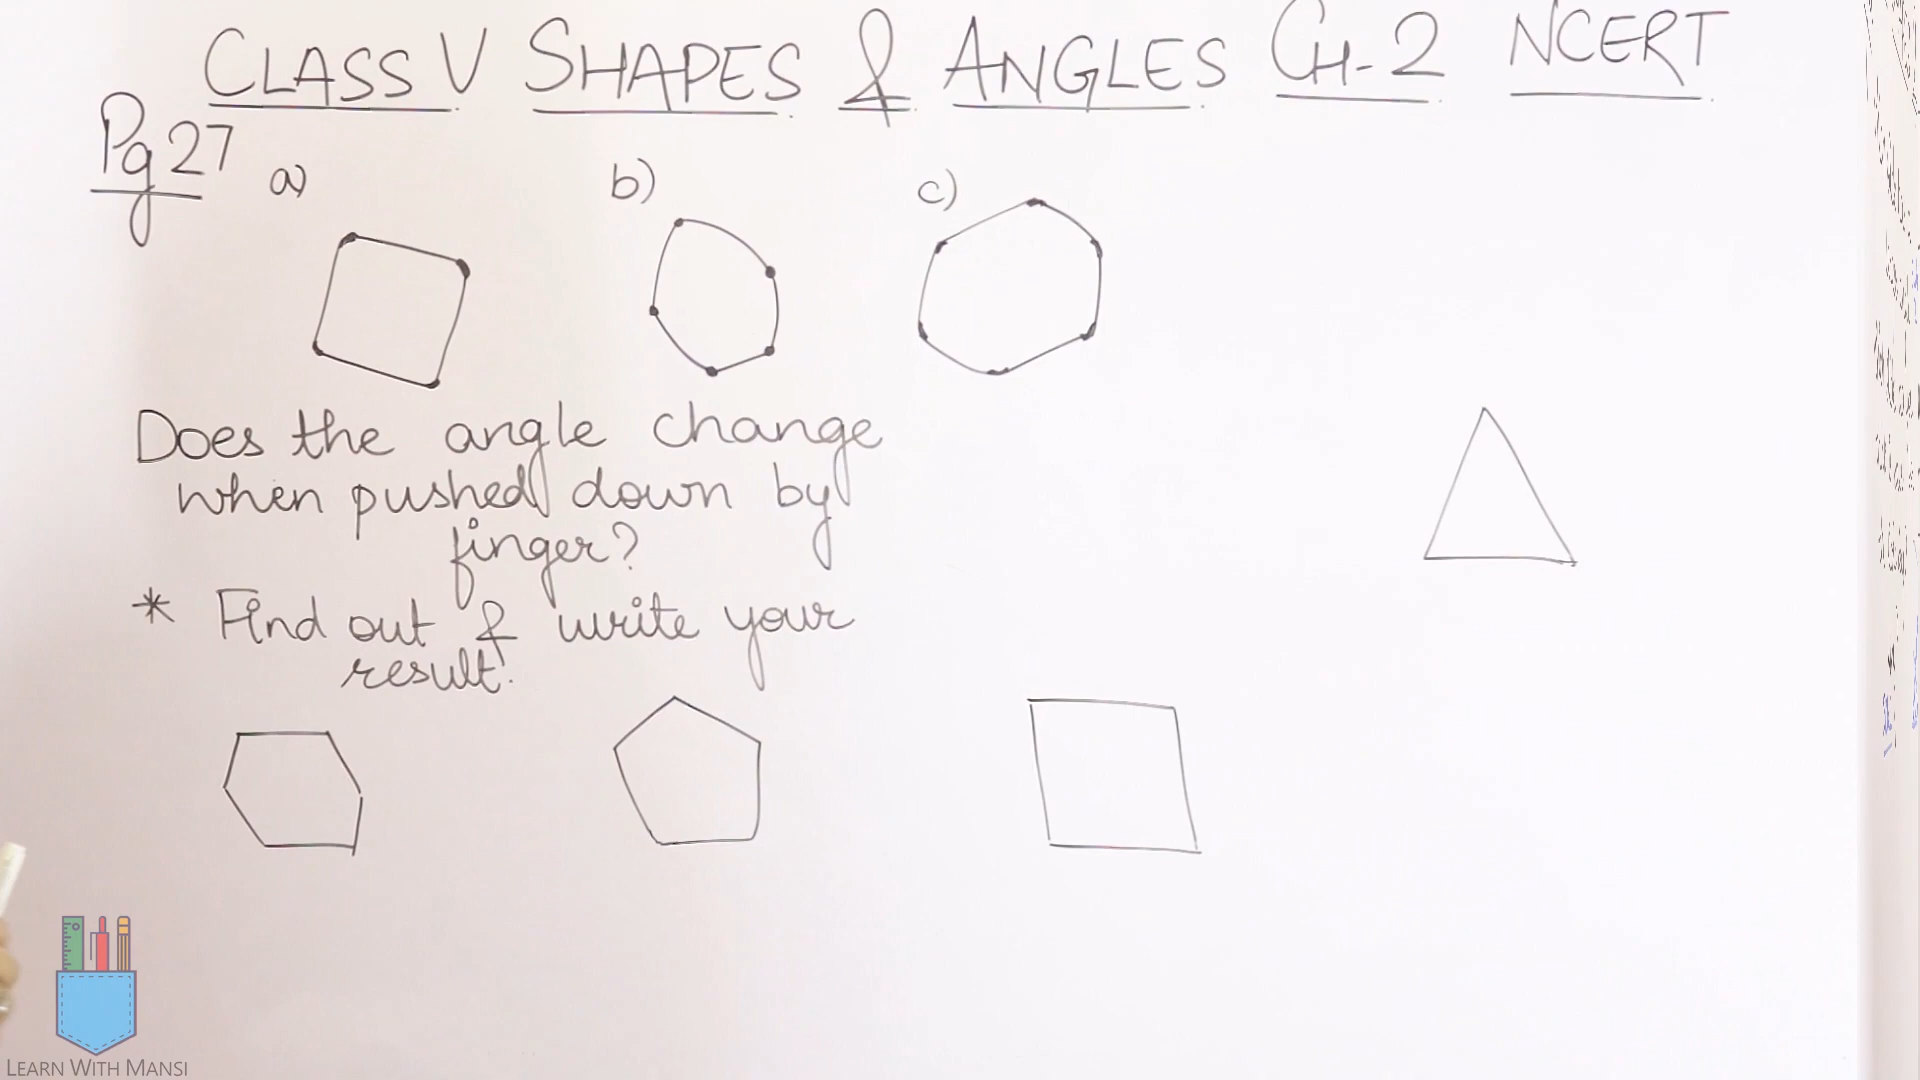 CLASS V SHAPES & ANGLES CH-2 NCERT
Pg 27
a)
b)
c)
Does the angle change
when pushed down by
finger?
* Find out & write your
result.
LEARN WITH MANSI